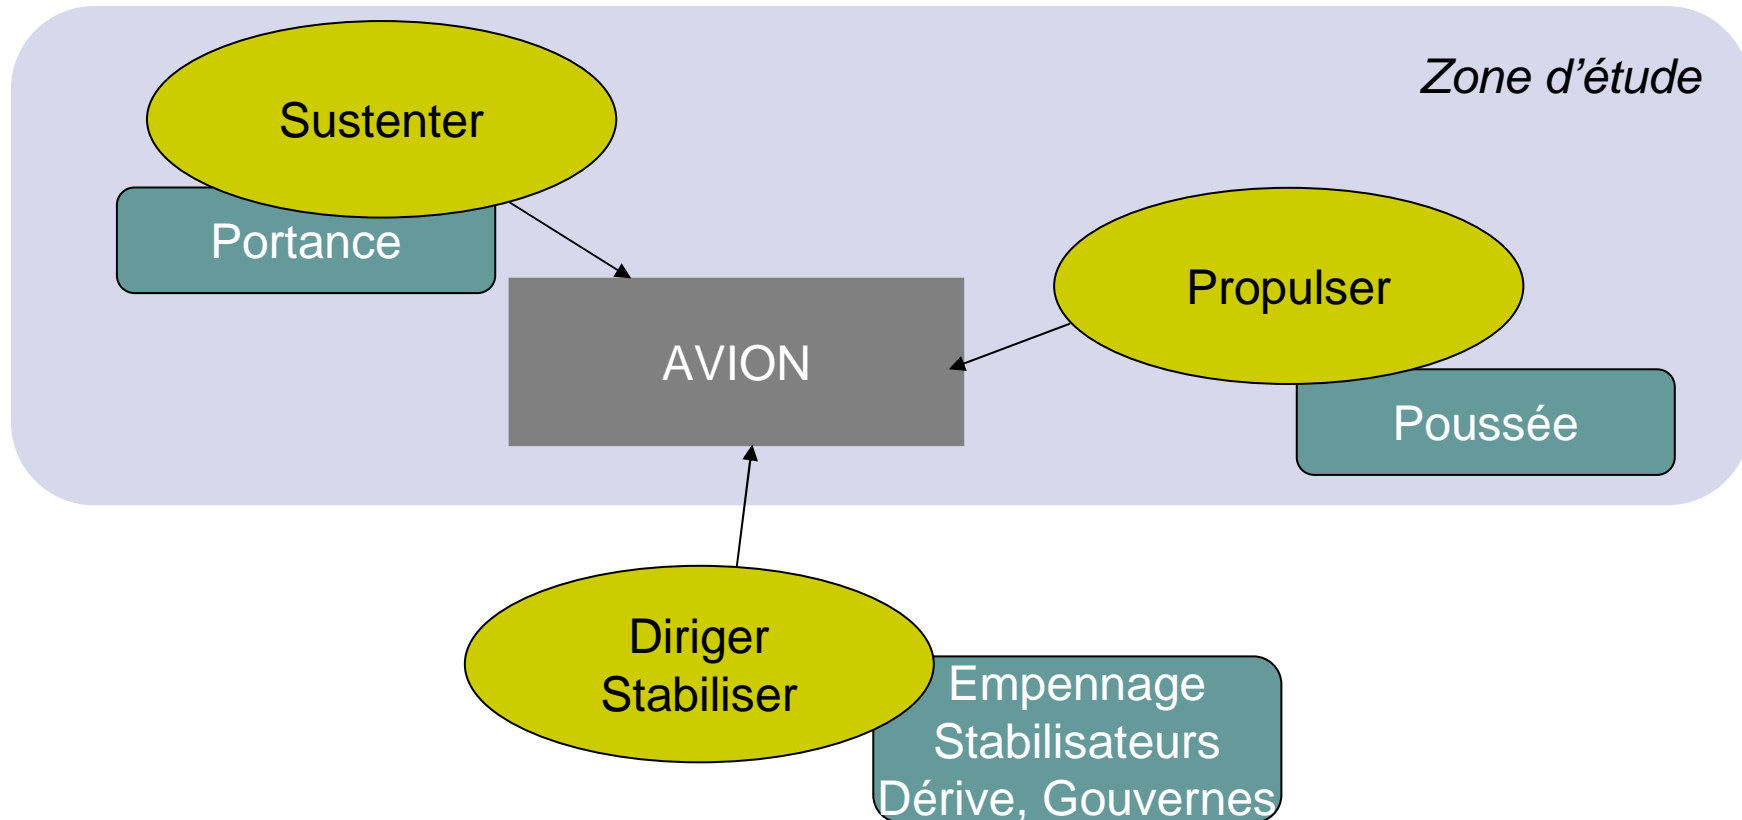 Zone d’étude
Sustenter
Portance
Propulser
AVION
Poussée
Diriger
Stabiliser
Empennage
Stabilisateurs
Dérive, Gouvernes